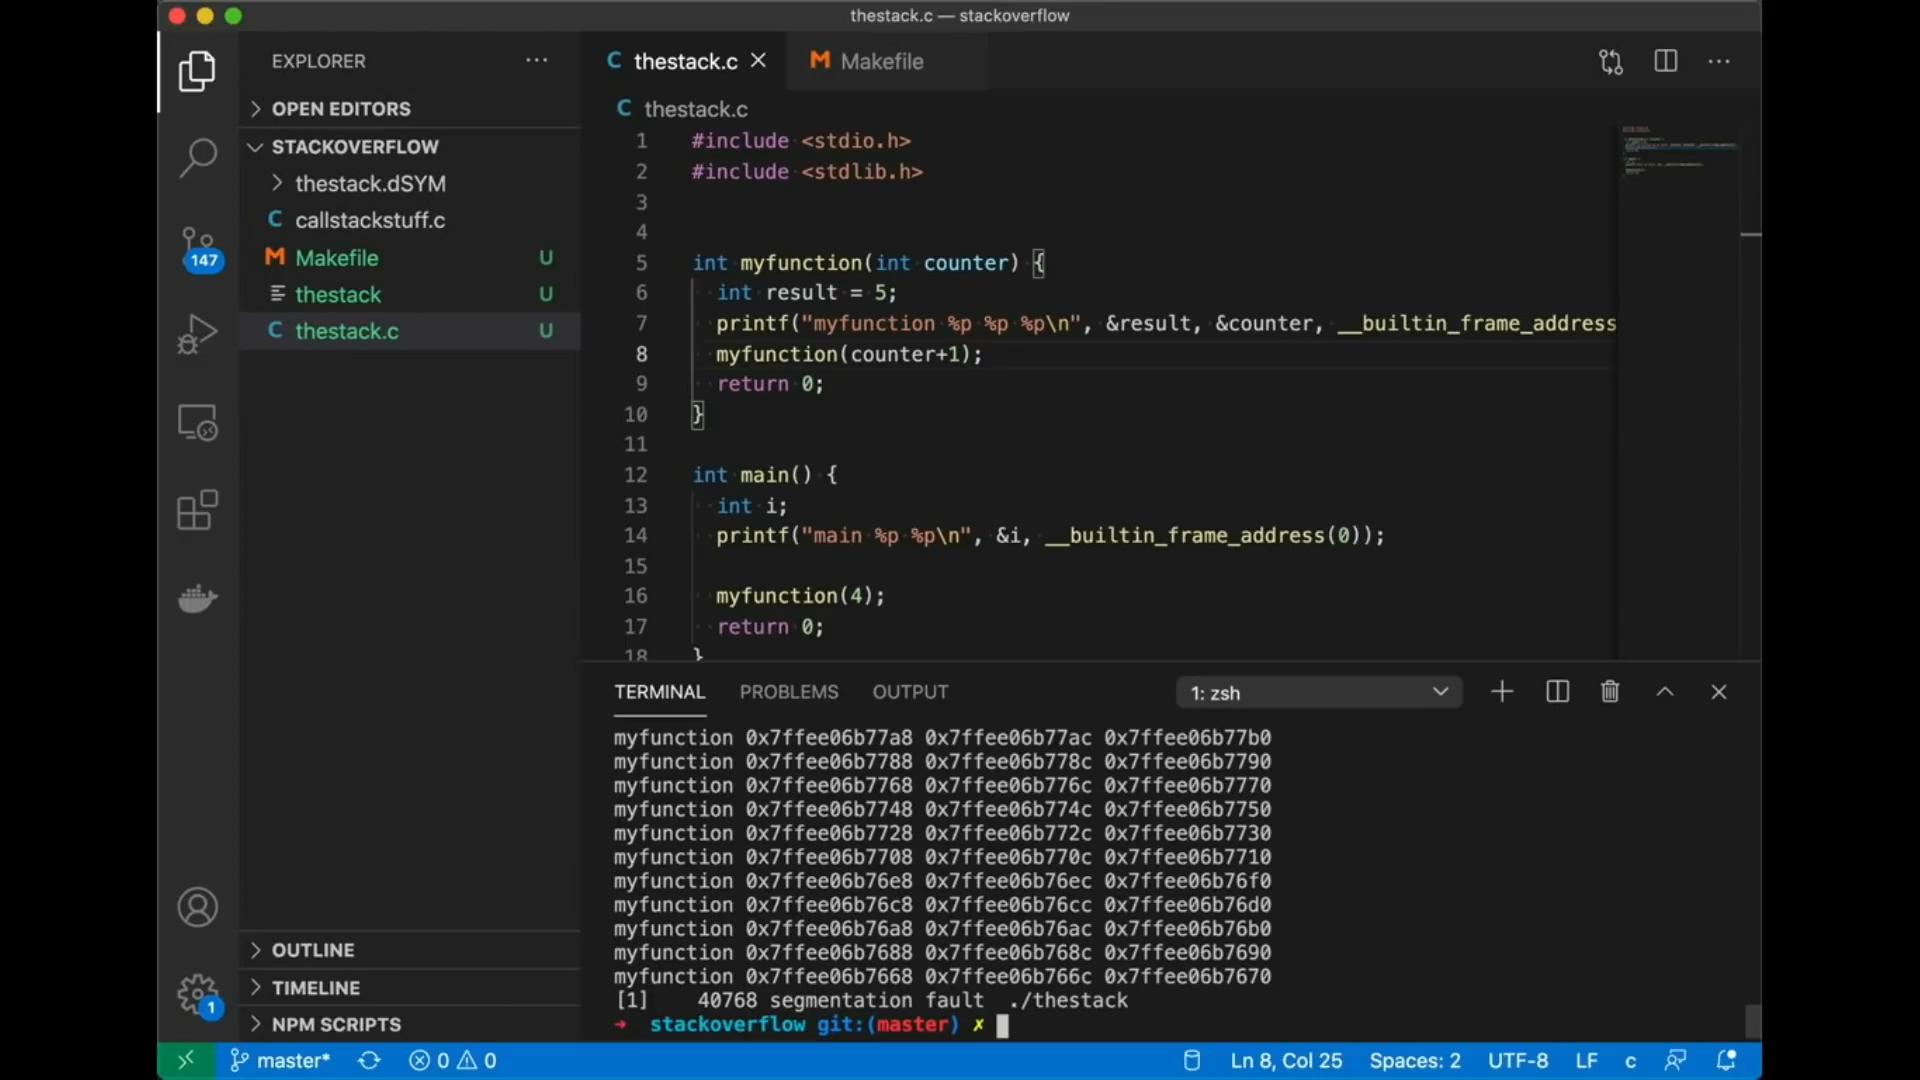 thestack.c — stackoverflow
EXPLORER
OPEN EDITORS
STACKOVERFLOW
thestack.dSYM
C callstackstuff.c
M Makefile U
thestack U
C thestack.c U
147
OUTLINE
TIMELINE
NPM SCRIPTS
1
C thestack.c
M Makefile
C thestack.c
1 #include <stdio.h>
2 #include <stdlib.h>
3
4
5 int myfunction(int counter) {
6 int result = 5;
7 printf("myfunction %p %p %p\n", &result, &counter, __builtin_frame_address
8 myfunction(counter+1);
9 return 0;
10 }
11
12 int main() {
13 int i;
14 printf("main %p %p\n", &i, __builtin_frame_address(0));
15
16 myfunction(4);
17 return 0;
18 }
TERMINAL PROBLEMS OUTPUT 1: zsh
myfunction 0x7ffee06b77a8 0x7ffee06b77ac 0x7ffee06b77b0
myfunction 0x7ffee06b7788 0x7ffee06b778c 0x7ffee06b7790
myfunction 0x7ffee06b7768 0x7ffee06b776c 0x7ffee06b7770
myfunction 0x7ffee06b7748 0x7ffee06b774c 0x7ffee06b7750
myfunction 0x7ffee06b7728 0x7ffee06b772c 0x7ffee06b7730
myfunction 0x7ffee06b7708 0x7ffee06b770c 0x7ffee06b7710
myfunction 0x7ffee06b76e8 0x7ffee06b76ec 0x7ffee06b76f0
myfunction 0x7ffee06b76c8 0x7ffee06b76cc 0x7ffee06b76d0
myfunction 0x7ffee06b76a8 0x7ffee06b76ac 0x7ffee06b76b0
myfunction 0x7ffee06b7688 0x7ffee06b768c 0x7ffee06b7690
myfunction 0x7ffee06b7668 0x7ffee06b766c 0x7ffee06b7670
[1] 40768 segmentation fault ./thestack
➜ stackoverflow git:(master) ✗
master* 0 0 Ln 8, Col 25 Spaces: 2 UTF-8 LF c